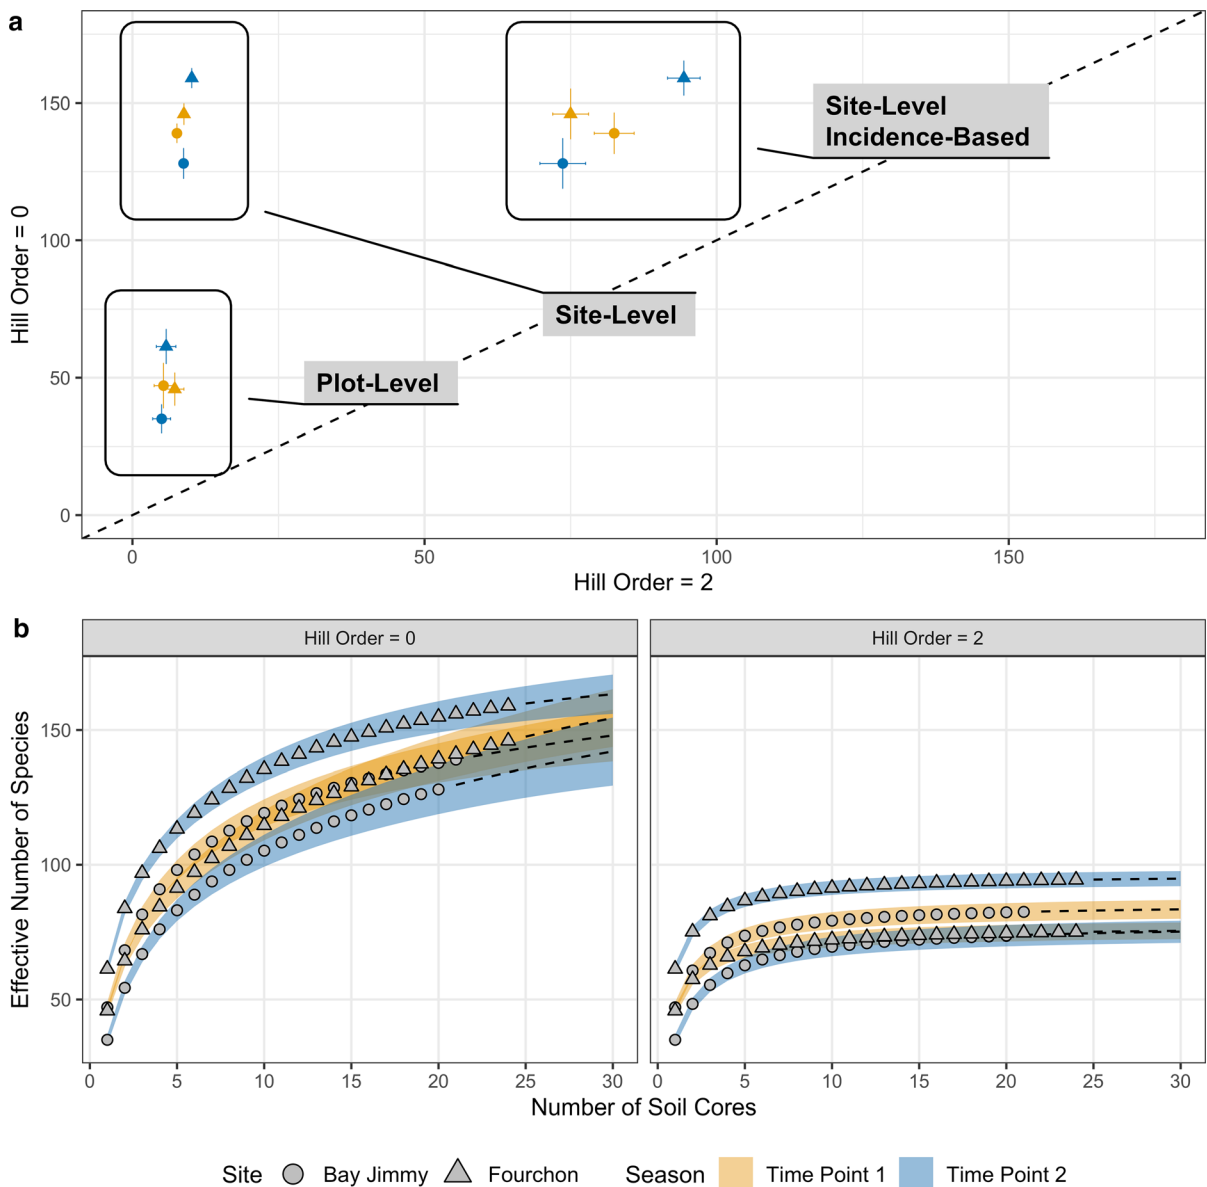 a
Hill Order = 0
150
100
50
0
Site-Level
Incidence-Based
Site-Level
Plot-Level
0 50 100 150
Hill Order = 2
b
Hill Order = 0 Hill Order = 2
Effective Number of Species
150
100
50
0 5 10 15 20 25 30 0 5 10 15 20 25 30
Number of Soil Cores
Site Bay Jimmy Fourchon Season Time Point 1 Time Point 2